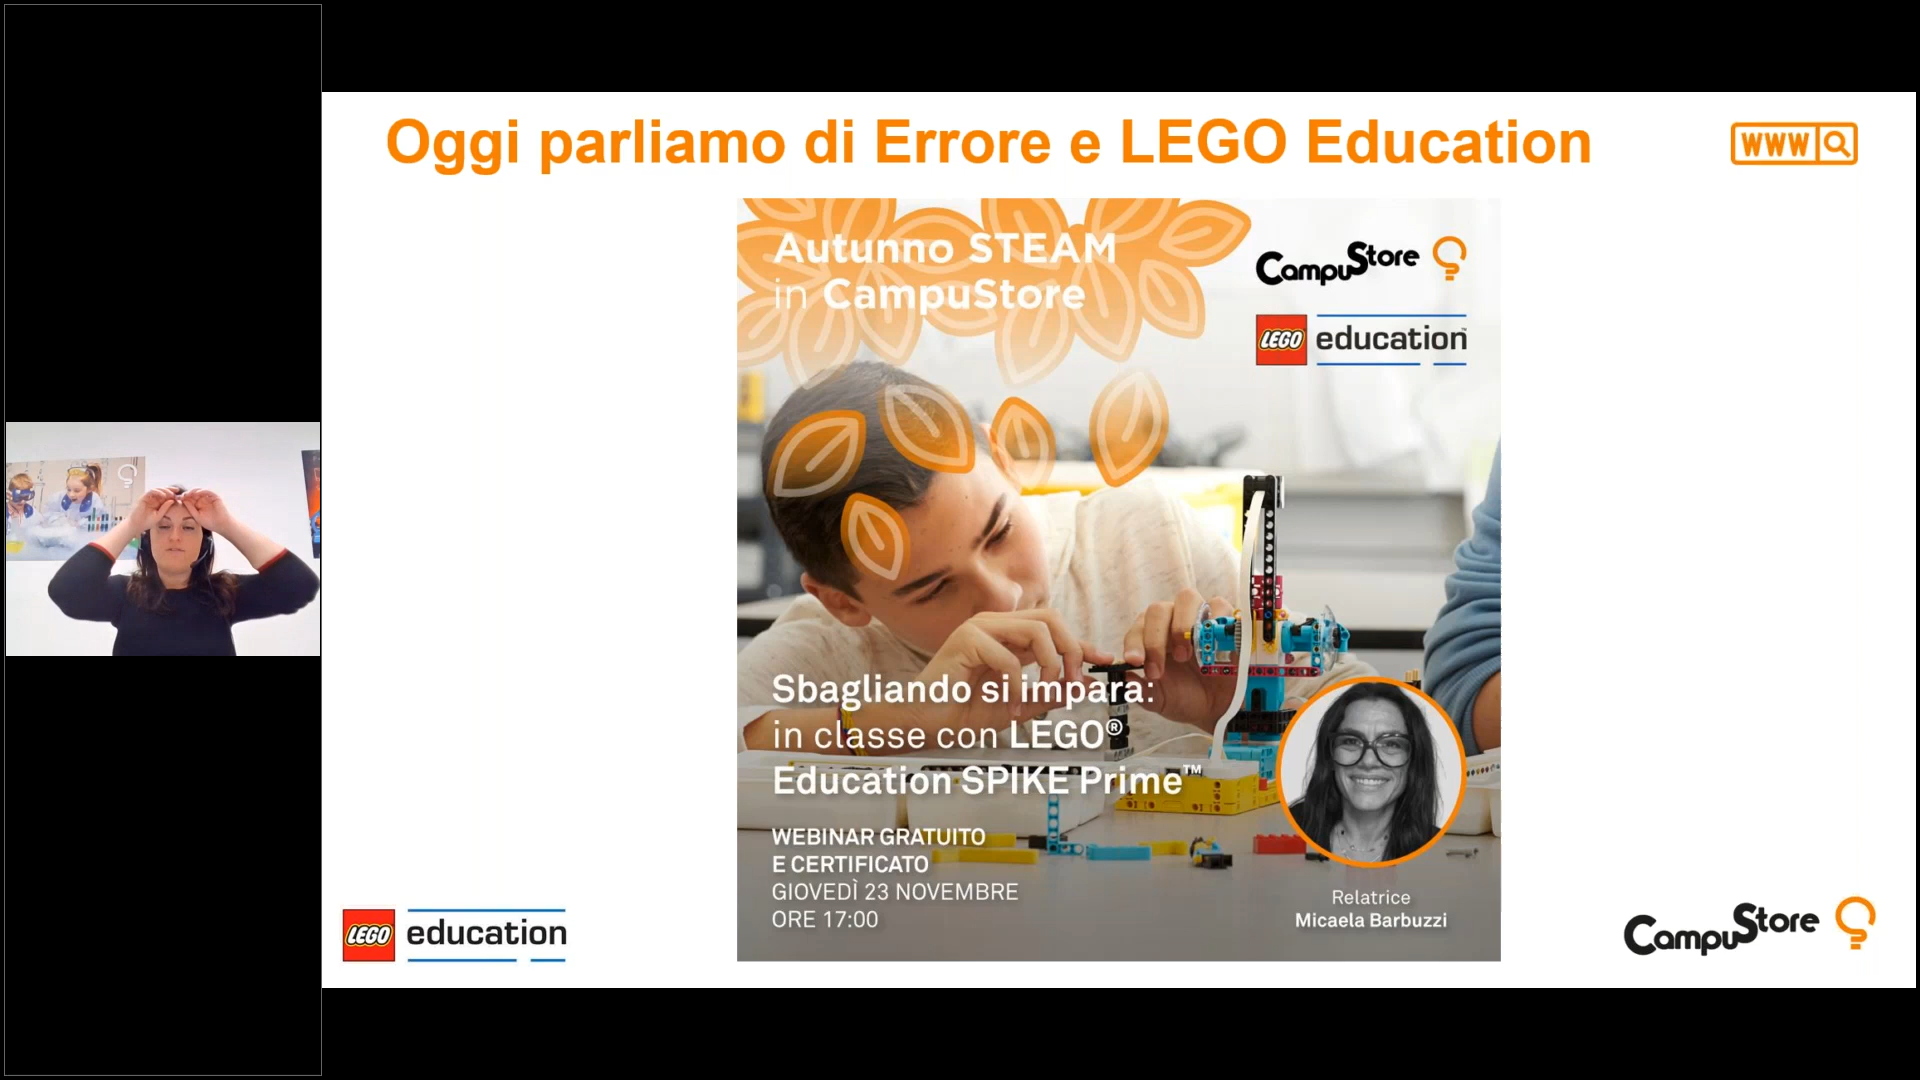 Oggi parliamo di Errore e LEGO Education
WWW
Autunno STEAM
in CampuStore
CampuStore
LEGO education™
Sbagliando si impara:
in classe con LEGO®
Education SPIKE Prime™
WEBINAR GRATUITO
E CERTIFICATO
GIOVEDÌ 23 NOVEMBRE
ORE 17:00
Relatrice
Micaela Barbuzzi
LEGO education
CampuStore